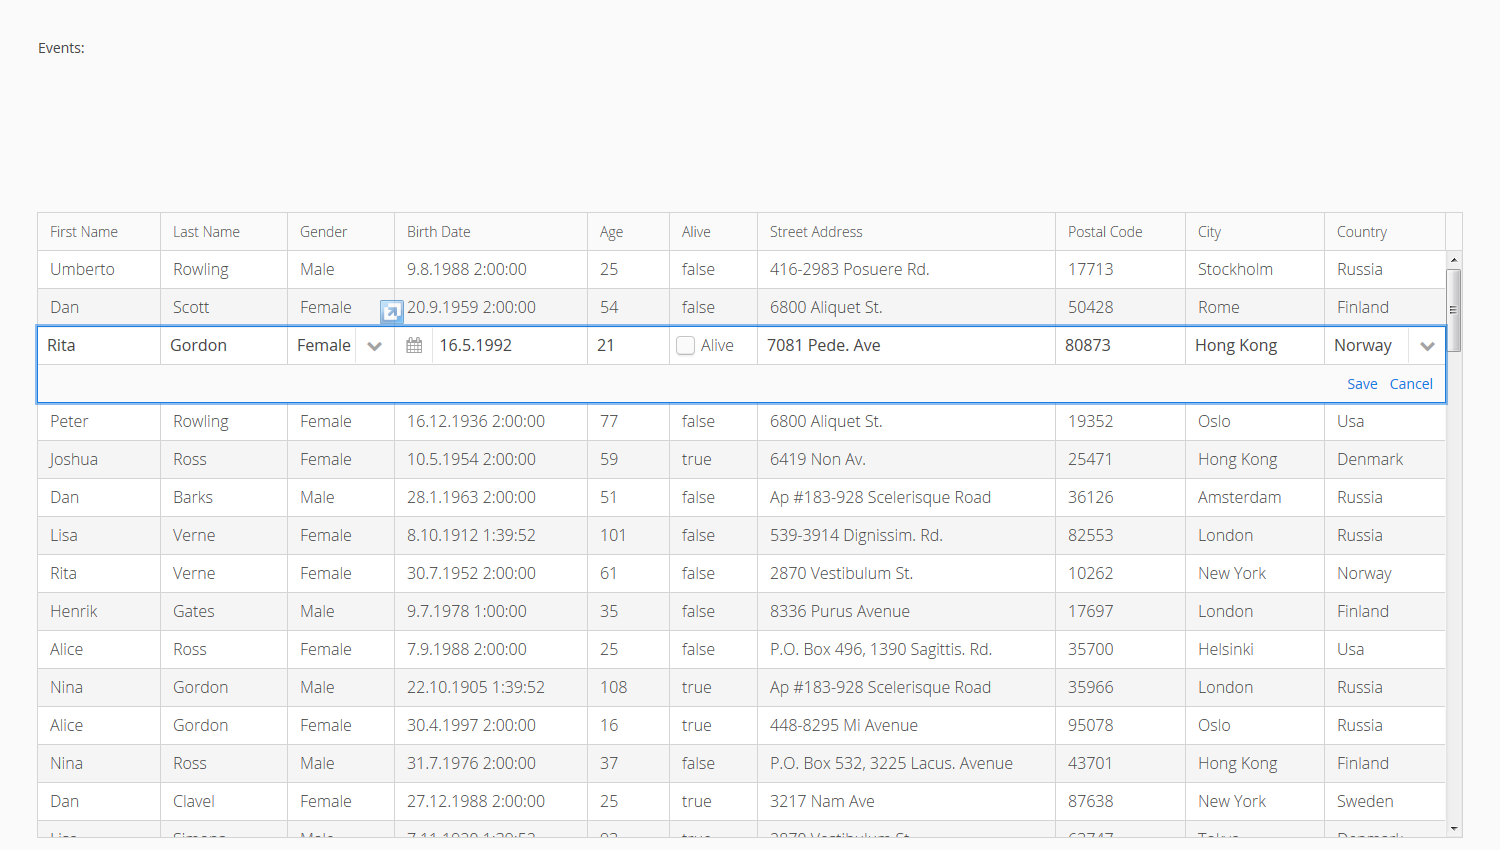 Events:
First Name Last Name Gender Birth Date Age Alive Street Address Postal Code City Country
Umberto Rowling Male 9.8.1988 2:00:00 25 false 416-2983 Posuere Rd. 17713 Stockholm Russia
Dan Scott Female 20.9.1959 2:00:00 54 false 6800 Aliquet St. 50428 Rome Finland
Rita Gordon Female 16.5.1992 21 Alive 7081 Pede. Ave 80873 Hong Kong Norway
Save Cancel
Peter Rowling Female 16.12.1936 2:00:00 77 false 6800 Aliquet St. 19352 Oslo Usa
Joshua Ross Female 10.5.1954 2:00:00 59 true 6419 Non Av. 25471 Hong Kong Denmark
Dan Barks Male 28.1.1963 2:00:00 51 false Ap #183-928 Scelerisque Road 36126 Amsterdam Russia
Lisa Verne Female 8.10.1912 1:39:52 101 false 539-3914 Dignissim. Rd. 82553 London Russia
Rita Verne Female 30.7.1952 2:00:00 61 false 2870 Vestibulum St. 10262 New York Norway
Henrik Gates Male 9.7.1978 1:00:00 35 false 8336 Purus Avenue 17697 London Finland
Alice Ross Female 7.9.1988 2:00:00 25 false P.O. Box 496, 1390 Sagittis. Rd. 35700 Helsinki Usa
Nina Gordon Male 22.10.1905 1:39:52 108 true Ap #183-928 Scelerisque Road 35966 London Russia
Alice Gordon Female 30.4.1997 2:00:00 16 true 448-8295 Mi Avenue 95078 Oslo Russia
Nina Ross Male 31.7.1976 2:00:00 37 false P.O. Box 532, 3225 Lacus. Avenue 43701 Hong Kong Finland
Dan Clavel Female 27.12.1988 2:00:00 25 true 3217 Nam Ave 87638 New York Sweden